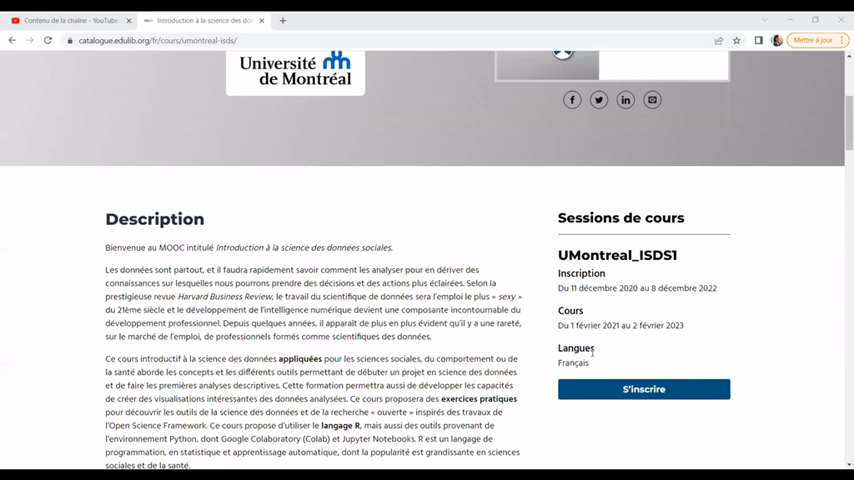 Contenu de la chaîne - YouTube
Introduction à la science des don
catalogue.edulib.org/fr/cours/umontreal-isds/
Mettre à jour
Université
de Montréal
Description
Bienvenue au MOOC intitulé Introduction à la science des données sociales.
Les données sont partout, et il faudra rapidement savoir comment les analyser pour en dériver des
connaissances sur lesquelles nous pourrons prendre des décisions et des actions plus éclairées. Selon la
prestigieuse revue Harvard Business Review, le travail du scientifique de données sera l'emploi le plus « sexy »
du 21ème siècle et le développement de l'intelligence numérique devient une composante incontournable du
développement professionnel. Depuis quelques années, il apparaît de plus en plus évident qu'il y a une rareté,
sur le marché de l'emploi, de professionnels formés comme scientifiques des données.
Ce cours introductif à la science des données appliquées pour les sciences sociales, du comportement ou de
la santé aborde les concepts et les différents outils permettant de débuter un projet en science des données
et de faire les premières analyses descriptives. Cette formation permettra aussi de développer les capacités
de créer des visualisations intéressantes des données analysées. Ce cours proposera des exercices pratiques
pour découvrir les outils de la science des données et de la recherche « ouverte » inspirés des travaux de
l'Open Science Framework. Ce cours propose d'utiliser le langage R, mais aussi des outils provenant de
l'environnement Python, dont Google Colaboratory (Colab) et Jupyter Notebooks. R est un langage de
programmation, en statistique et apprentissage automatique, dont la popularité est grandissante en sciences
sociales et de la santé.
Sessions de cours
UMontreal_ISDS1
Inscription
Du 11 décembre 2020 au 8 décembre 2022
Cours
Du 1 février 2021 au 2 février 2023
Langues
Français
S'inscrire